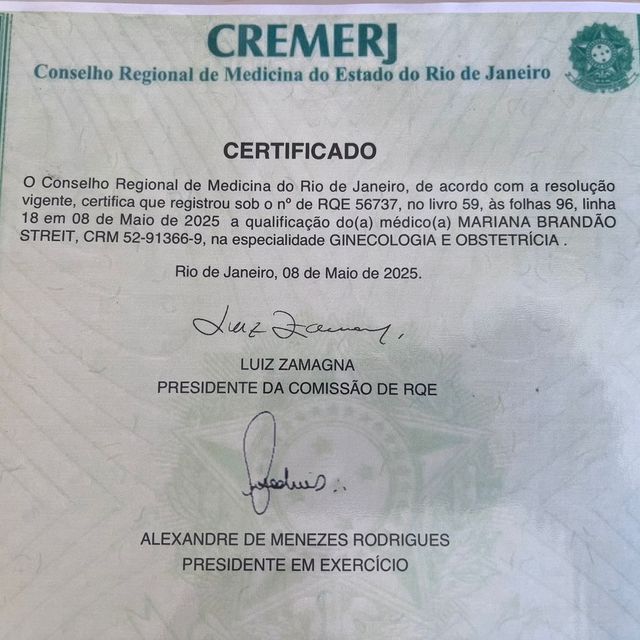 CREMERJ
Conselho Regional de Medicina do Estado do Rio de Janeiro
CERTIFICADO
O Conselho Regional de Medicina do Rio de Janeiro, de acordo com a resolução
vigente, certifica que registrou sob o nº de RQE 56737, no livro 59, às folhas 96, linha
18 em 08 de Maio de 2025 a qualificação do(a) médico(a) MARIANA BRANDÃO
STREIT, CRM 52-91366-9, na especialidade GINECOLOGIA E OBSTETRÍCIA .
Rio de Janeiro, 08 de Maio de 2025.
Luiz Zamagna
LUIZ ZAMAGNA
PRESIDENTE DA COMISSÃO DE RQE
ALEXANDRE DE MENEZES RODRIGUES
PRESIDENTE EM EXERCÍCIO